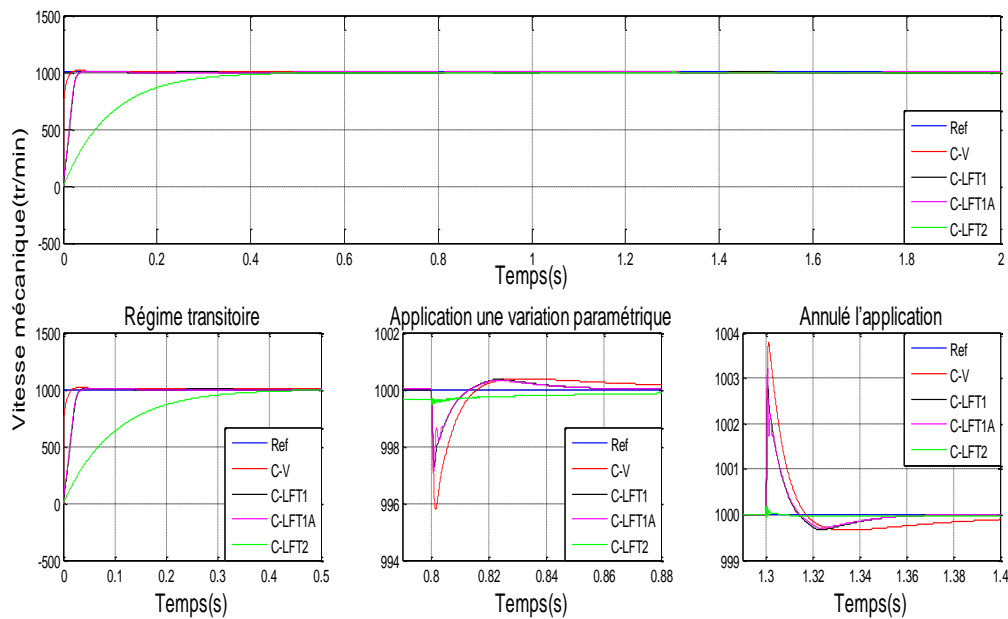 Vitesse mécanique(tr/min)
1500
1000
500
0
-500
0
0.2
0.4
0.6
0.8
1
1.2
1.4
1.6
1.8
2
Temps(s)
Ref
C-V
C-LFT1
C-LFT1A
C-LFT2
Régime transitoire
1500
1000
500
0
-500
0
0.1
0.2
0.3
0.4
0.5
Temps(s)
Ref
C-V
C-LFT1
C-LFT1A
C-LFT2
Application une variation paramétrique
1002
1000
998
996
994
0.8
0.82
0.84
0.86
0.88
Temps(s)
Ref
C-V
C-LFT1
C-LFT1A
C-LFT2
Annulé l'application
1004
1003
1002
1001
1000
999
1.3
1.32
1.34
1.36
1.38
1.4
Temps(s)
Ref
C-V
C-LFT1
C-LFT1A
C-LFT2